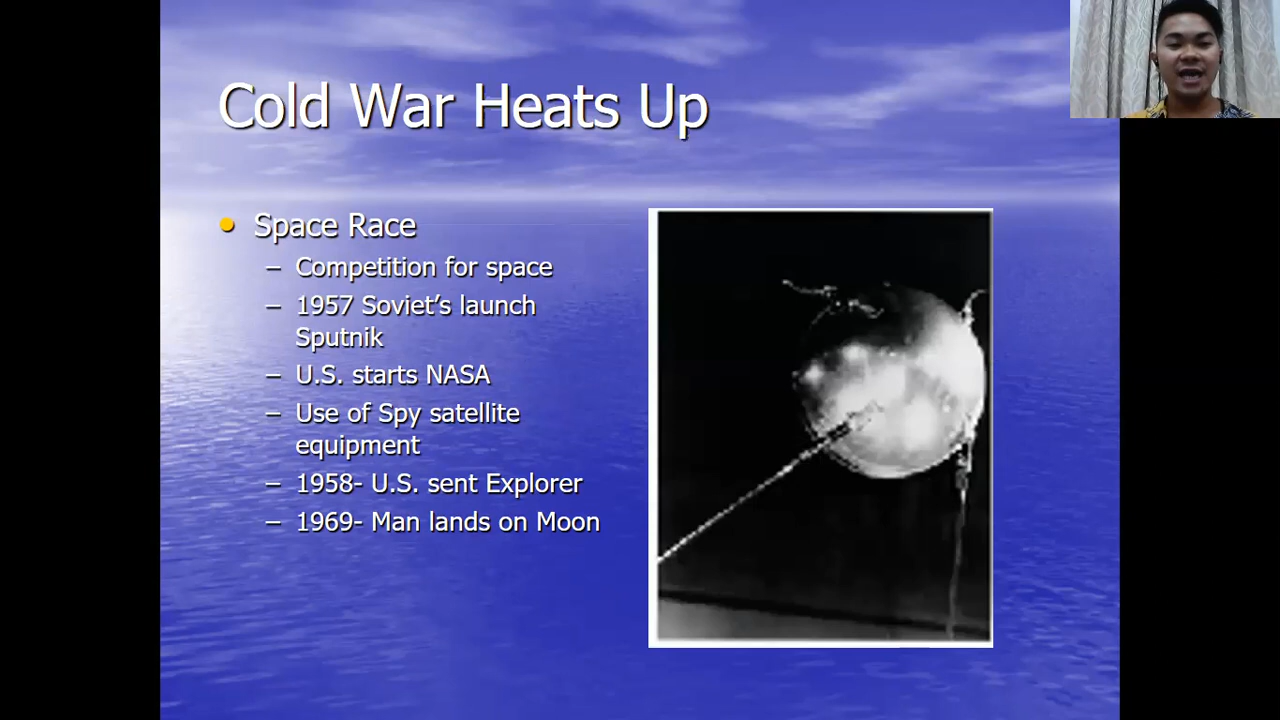 Cold War Heats Up
• Space Race
– Competition for space
– 1957 Soviet's launch
Sputnik
– U.S. starts NASA
– Use of Spy satellite
equipment
– 1958- U.S. sent Explorer
– 1969- Man lands on Moon